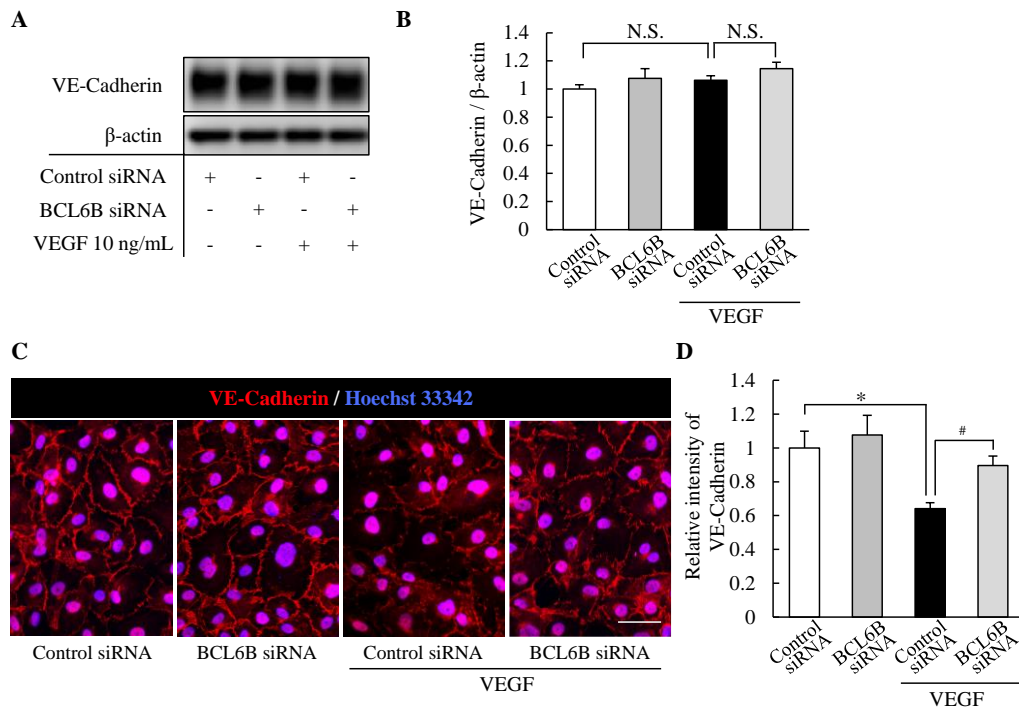 A
VE-Cadherin
β-actin
Control siRNA + - + -
BCL6B siRNA - + - +
VEGF 10 ng/mL - - + +
B
N.S. N.S.
VE-Cadherin / β-actin
1.4
1.2
1
0.8
0.6
0.4
0.2
0
Control siRNA
BCL6B siRNA
Control siRNA
BCL6B siRNA
VEGF
C
VE-Cadherin / Hoechst 33342
Control siRNA BCL6B siRNA Control siRNA BCL6B siRNA
VEGF
D
Relative intensity of
VE-Cadherin
1.4
1.2
1
0.8
0.6
0.4
0.2
0
*
#
Control siRNA
BCL6B siRNA
Control siRNA
BCL6B siRNA
VEGF